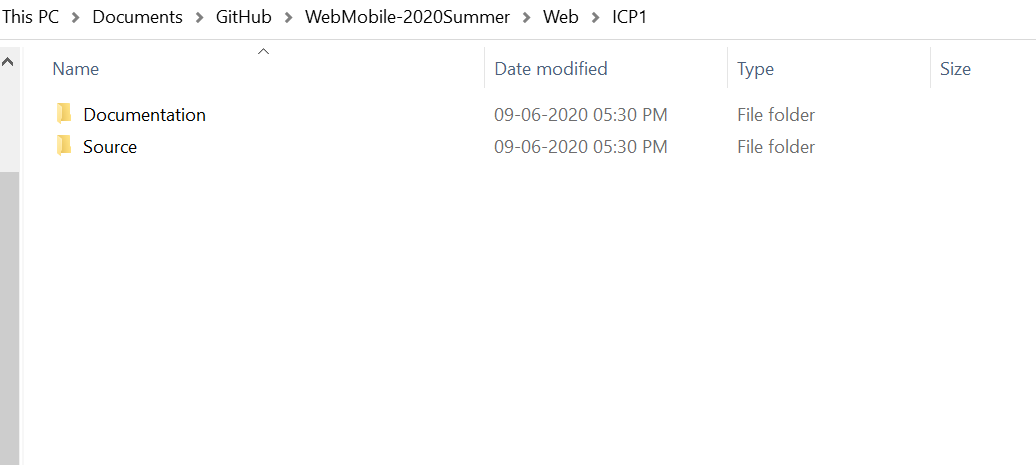 This PC > Documents > GitHub > WebMobile-2020Summer > Web > ICP1
Name Date modified Type Size
Documentation 09-06-2020 05:30 PM File folder
Source 09-06-2020 05:30 PM File folder